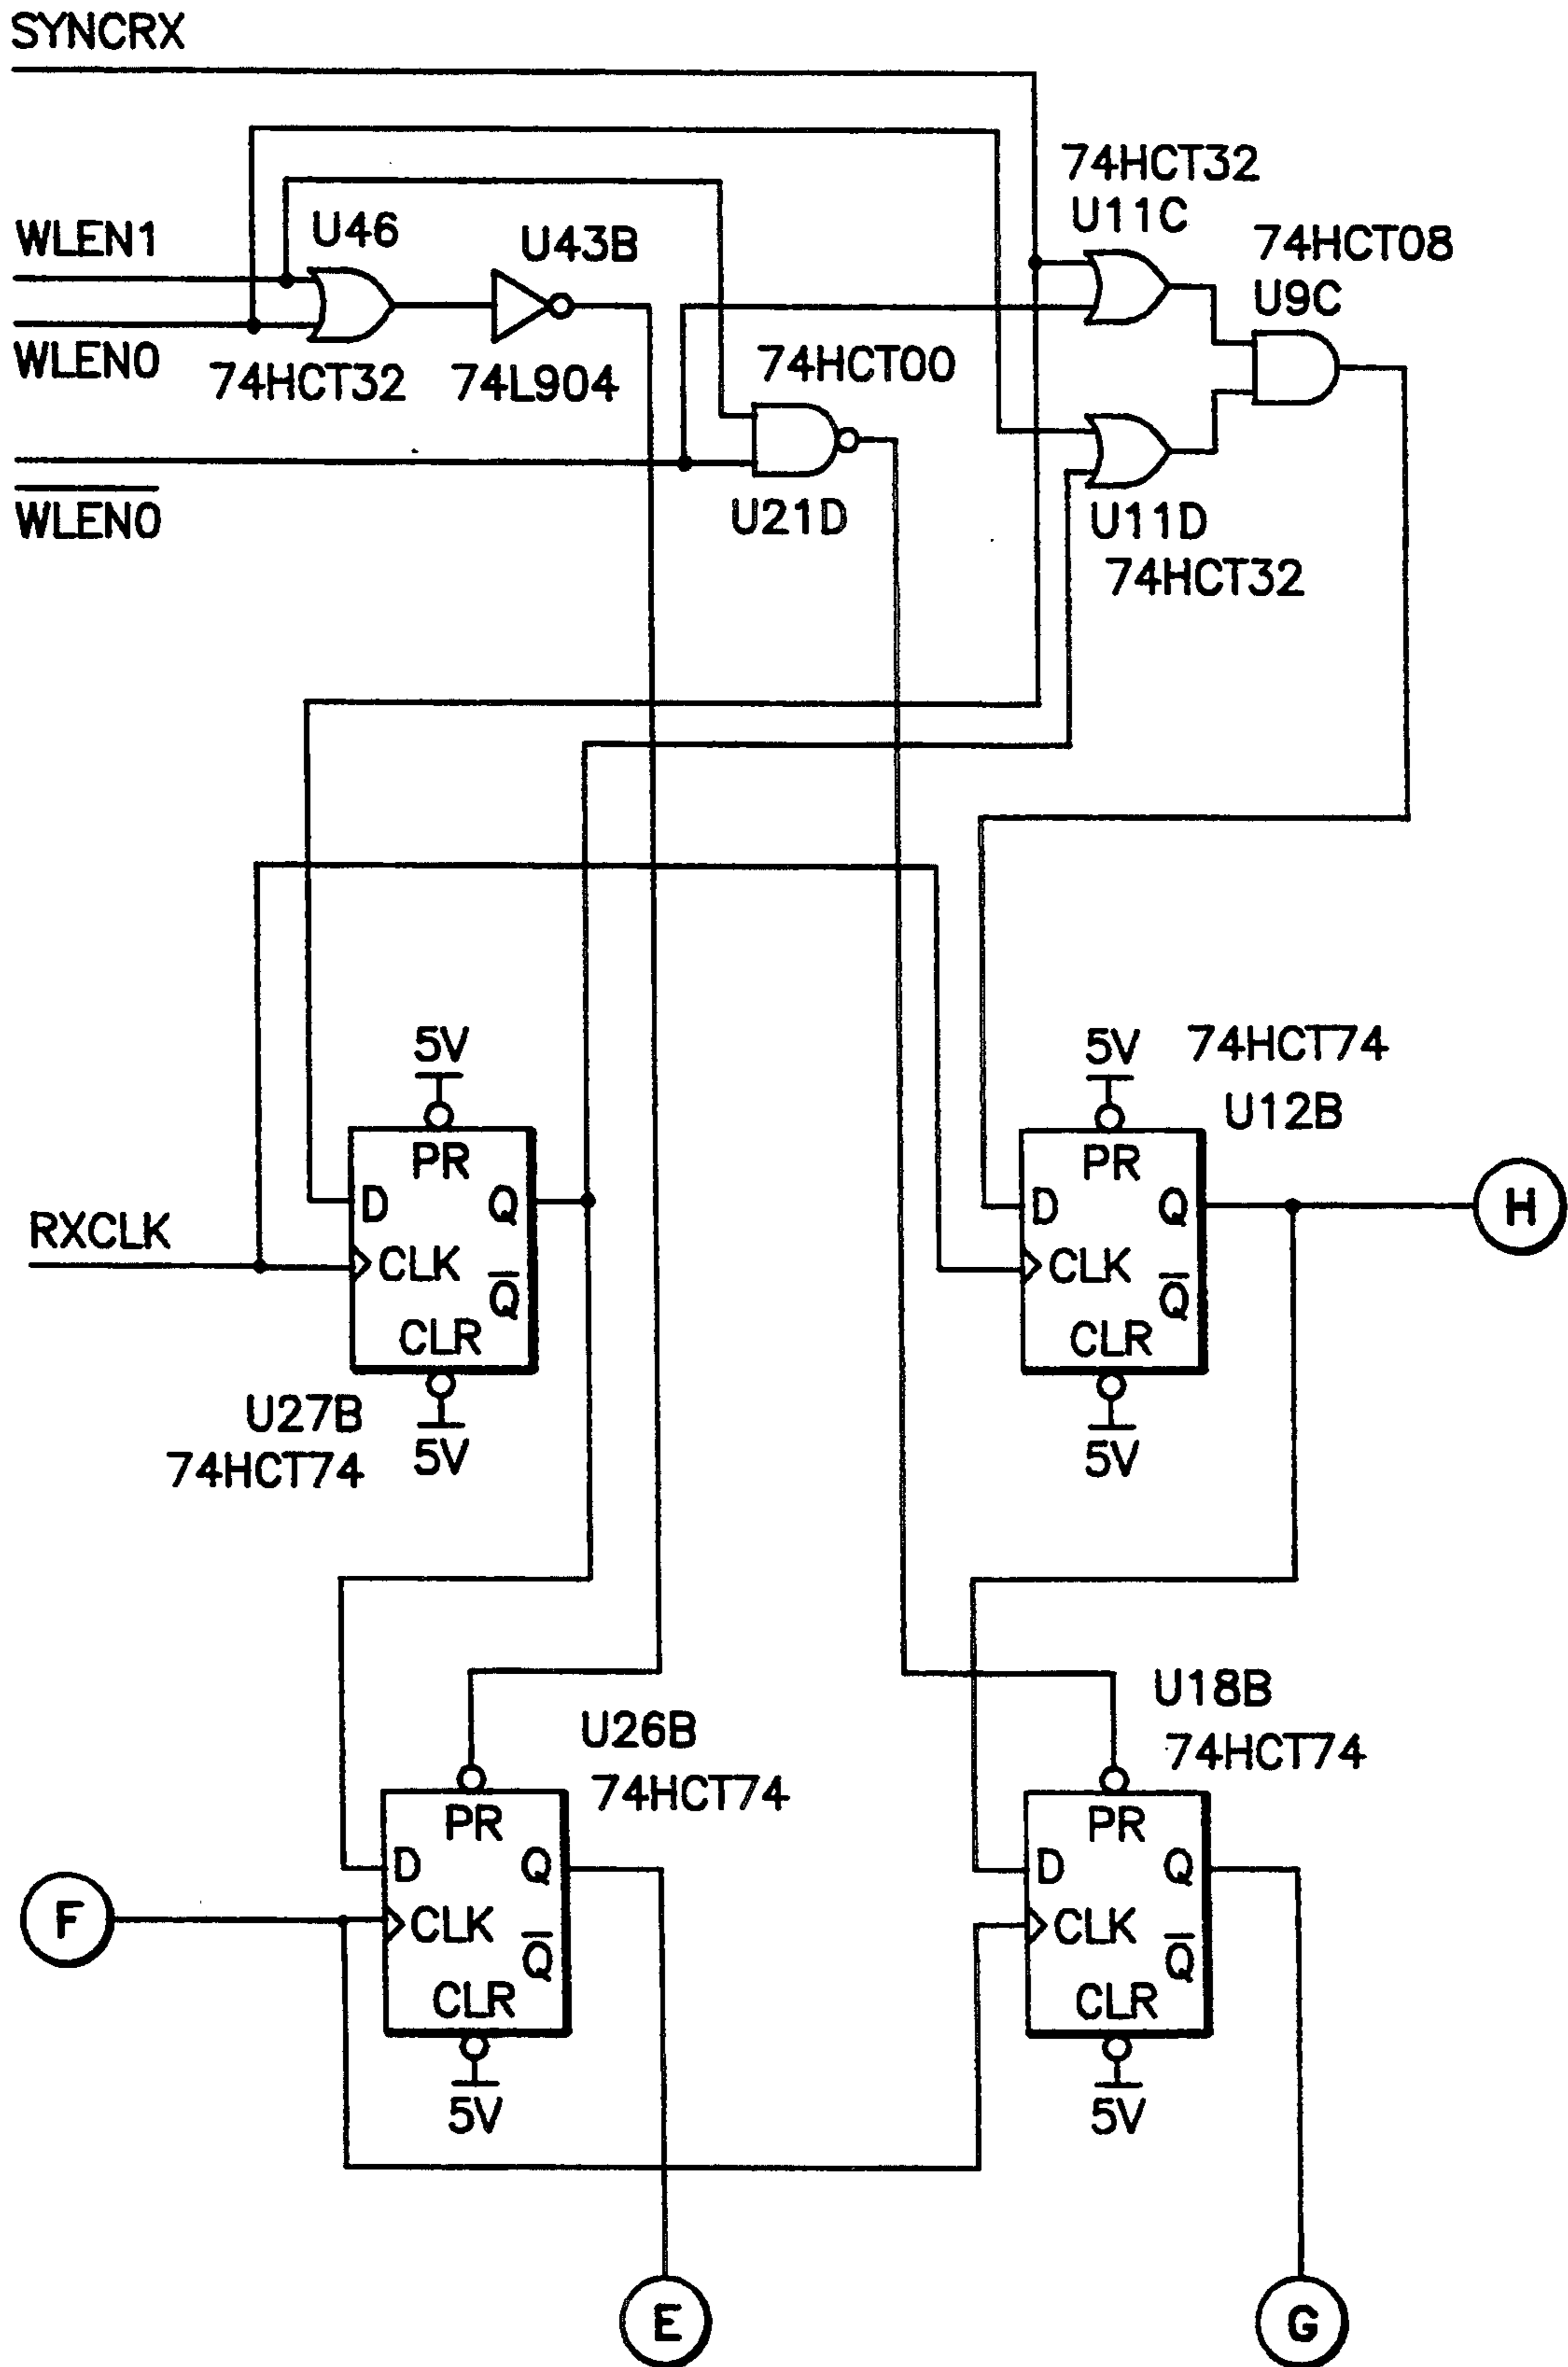 SYNCRX
74HCT32
U11C
WLEN1
U46
U43B
74HCT08
U9C
WLEN0
74HCT32
74L904
74HCT00
U21D
U11D
74HCT32
W̅L̅E̅N̅0̅
5V
5V
74HCT74
U12B
PR
D
Q
CLK
Q̅
CLR
PR
D
Q
CLK
Q̅
CLR
H
RXCLK
U27B
74HCT74
5V
5V
U26B
74HCT74
U18B
74HCT74
PR
D
Q
CLK
Q̅
CLR
PR
D
Q
CLK
Q̅
CLR
F
5V
5V
E
G